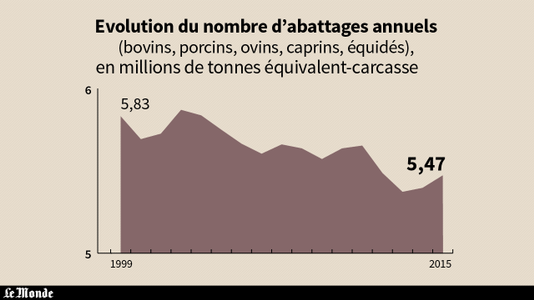 Evolution du nombre d’abattages annuels
(bovins, porcins, ovins, caprins, équidés),
en millions de tonnes équivalent-carcasse
6
5,83
5,47
5
1999
2015
Le Monde